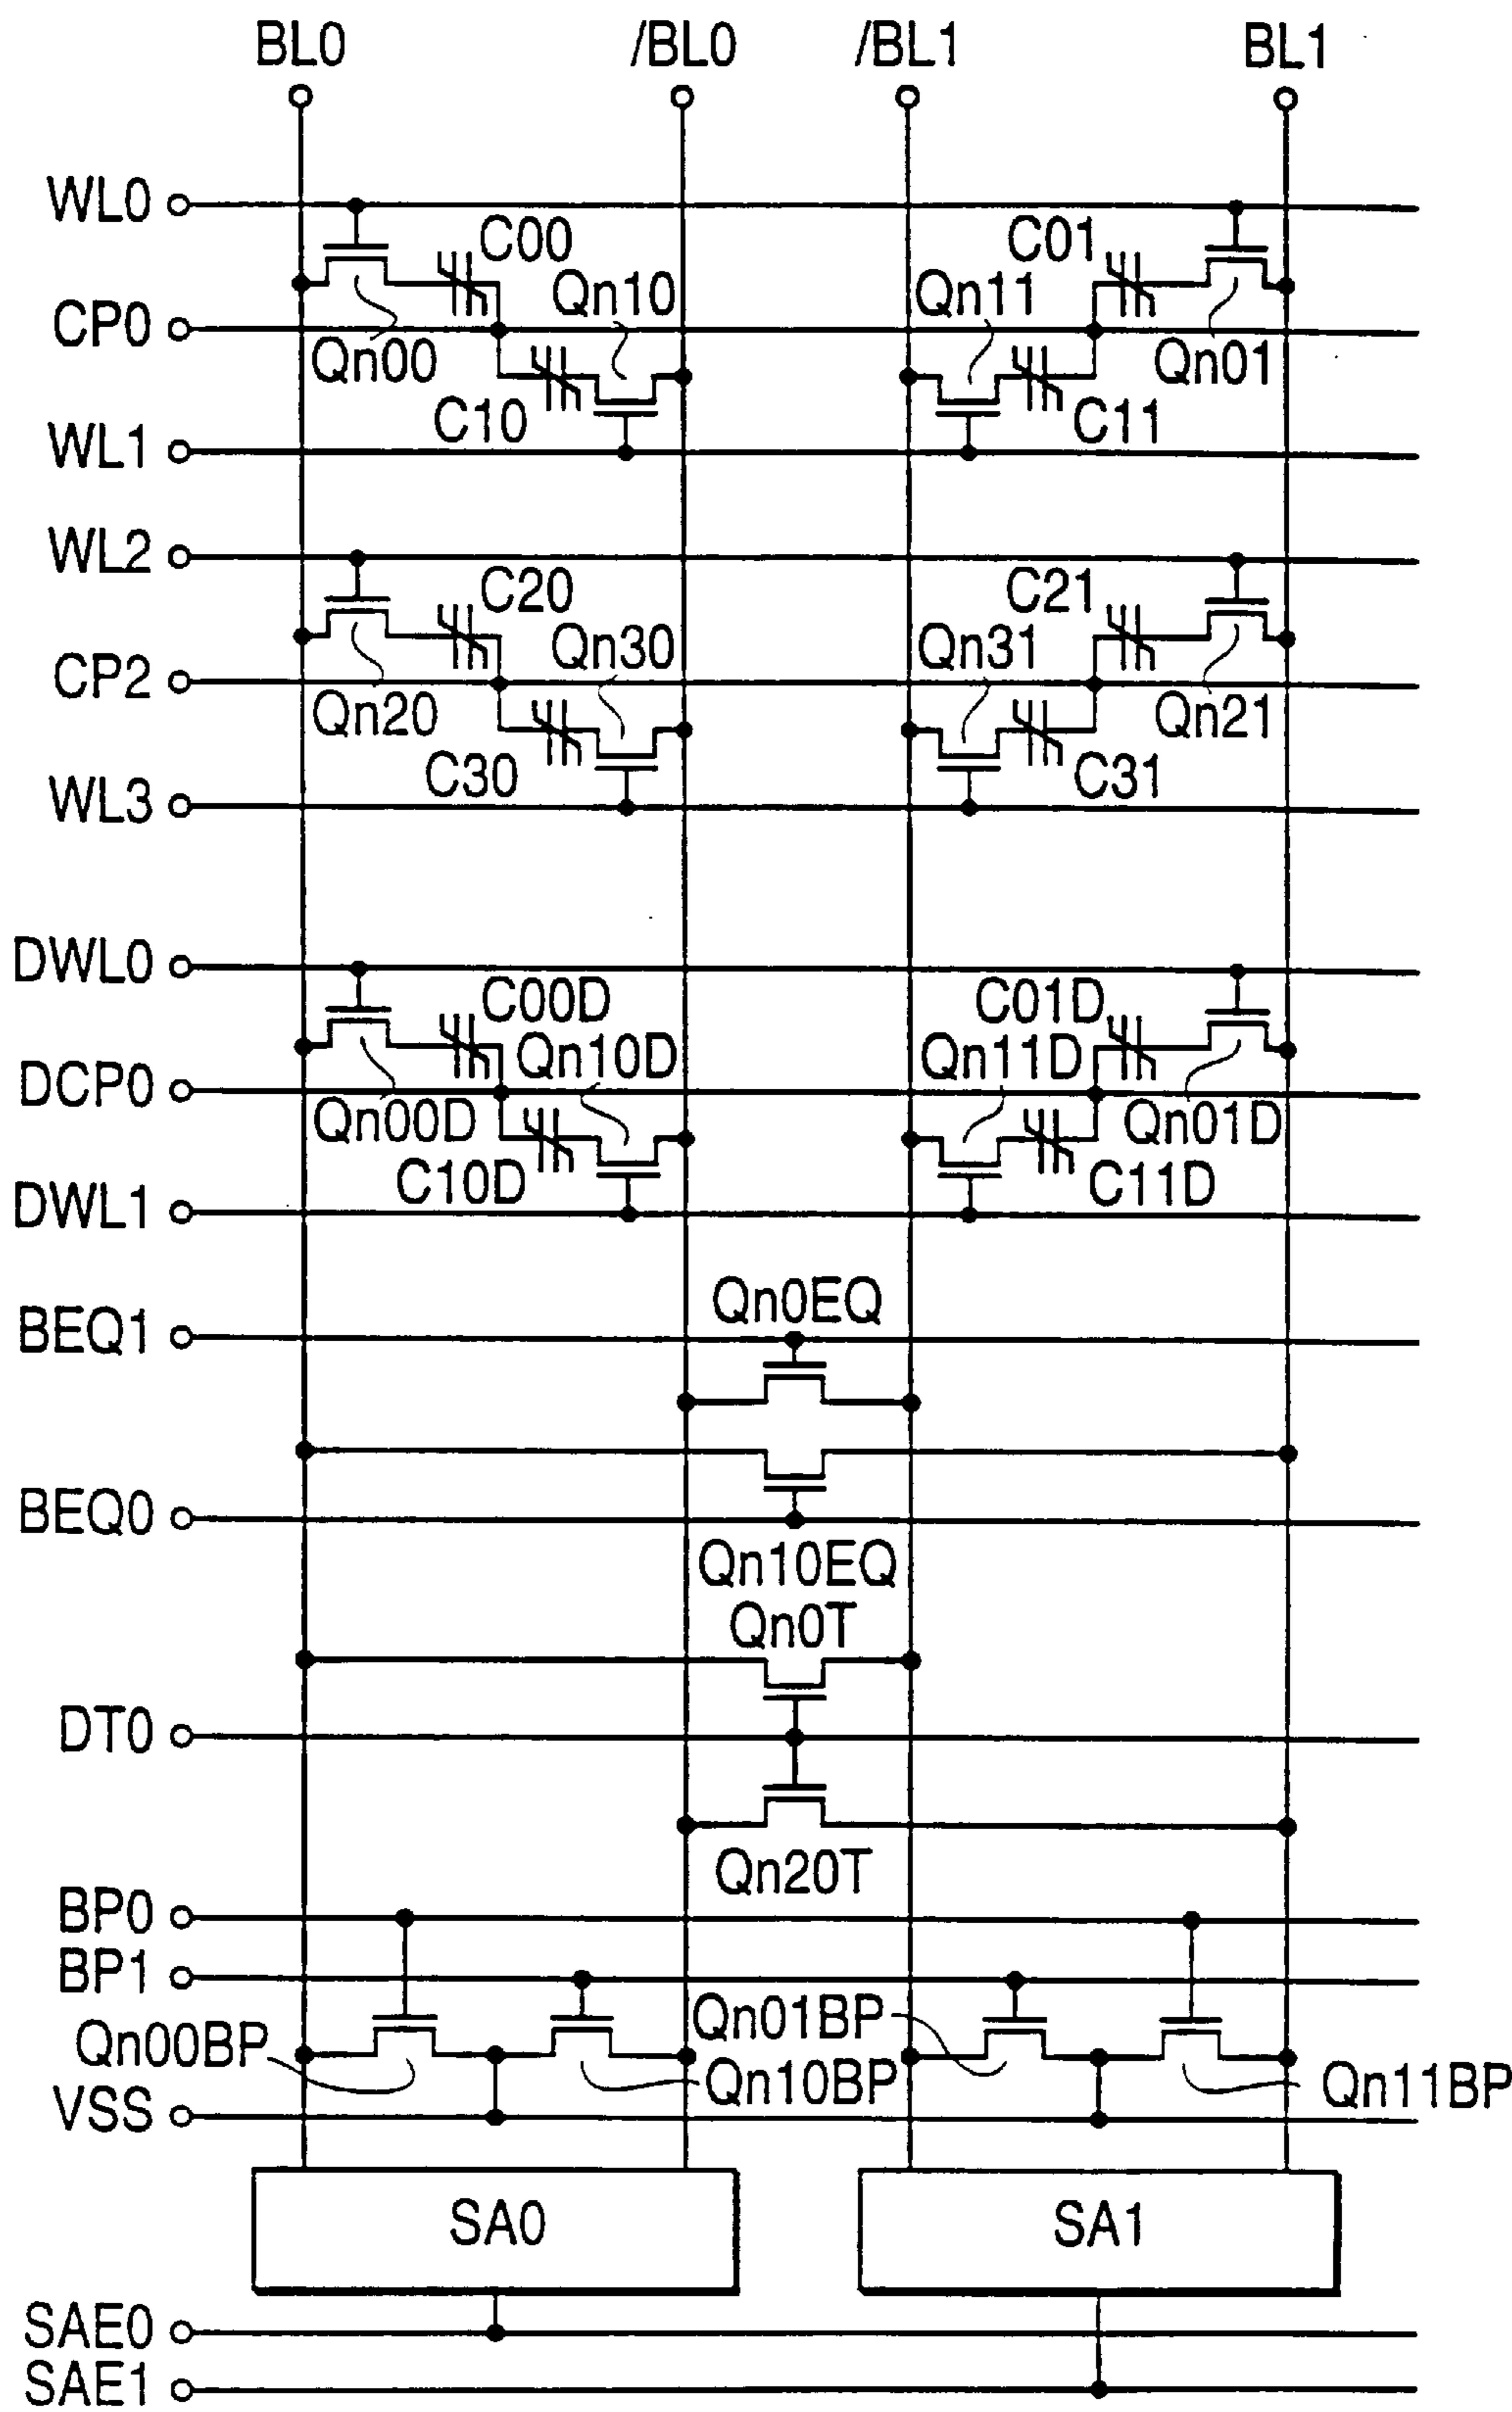 BL0 /BL0 /BL1 BL1
WL0
C00 C01
Qn10 Qn11
CP0
Qn00 Qn01
C10 C11
WL1
WL2
C20 C21
Qn30 Qn31
CP2
Qn20 Qn21
C30 C31
WL3
DWL0
C00D C01D
Qn10D Qn11D
DCP0
Qn00D Qn01D
C10D C11D
DWL1
Qn0EQ
BEQ1
BEQ0
Qn10EQ
Qn0T
DT0
Qn20T
BP0
BP1
Qn01BP
Qn00BP
Qn10BP Qn11BP
VSS
SA0 SA1
SAE0
SAE1